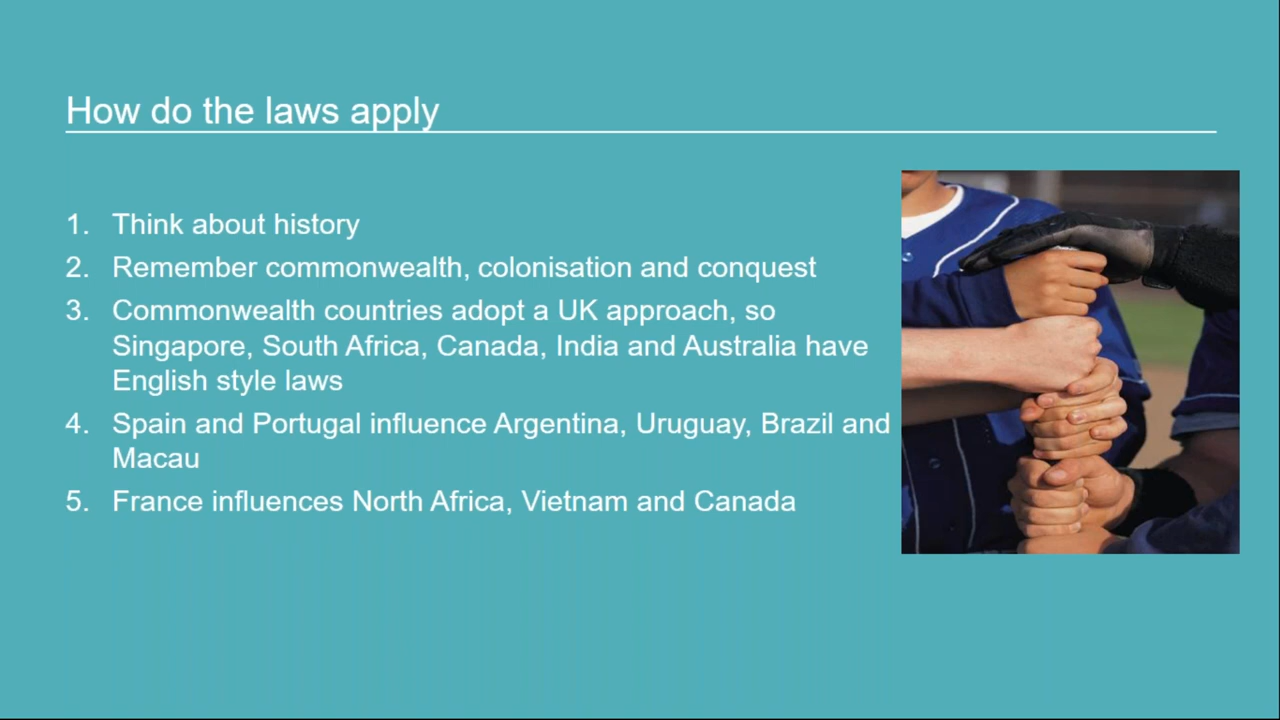 How do the laws apply
1. Think about history
2. Remember commonwealth, colonisation and conquest
3. Commonwealth countries adopt a UK approach, so
Singapore, South Africa, Canada, India and Australia have
English style laws
4. Spain and Portugal influence Argentina, Uruguay, Brazil and
Macau
5. France influences North Africa, Vietnam and Canada